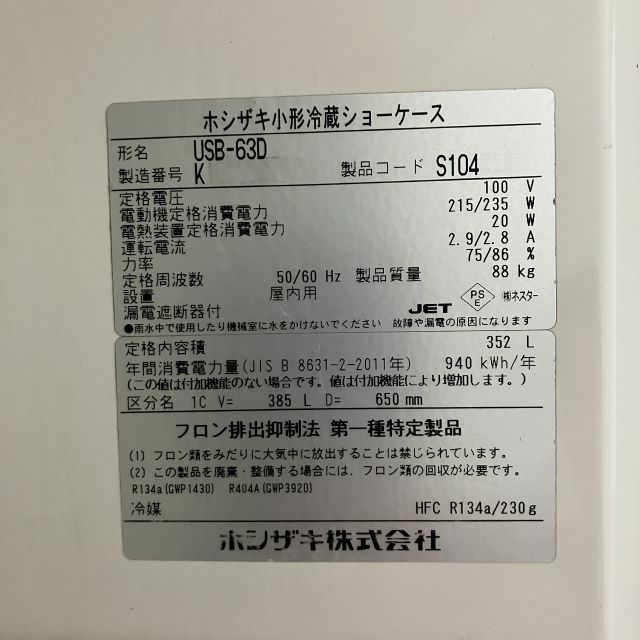 ホシザキ小形冷蔵ショーケース
形名 USB-63D
製造番号 K 製品コード S104
定格電圧 100 V
電動機定格消費電力 215/235 W
電熱装置定格消費電力 20 W
運転電流 2.9/2.8 A
力率 75/86 %
定格周波数 50/60 Hz 製品質量 88 kg
設置 屋内用
漏電遮断器付 JET PS E ㈱ネスター
●雨水中で使用したり機械室に水をかけないでください 故障や漏電の原因になります
定格内容積 352 L
年間消費電力量(JIS B 8631-2-2011年) 940 kWh/年
(この値は付加機能のない場合です。値は付加機能により増加します。)
区分名 1C V= 385 L D= 650 mm
フロン排出抑制法 第一種特定製品
(1) フロン類をみだりに大気中に放出することは禁じられています。
(2) この製品を廃棄・整備する場合には、フロン類の回収が必要です。
R134a(GWP1430) R404A(GWP3920)
冷媒 HFC R134a/230g
ホシザキ株式会社